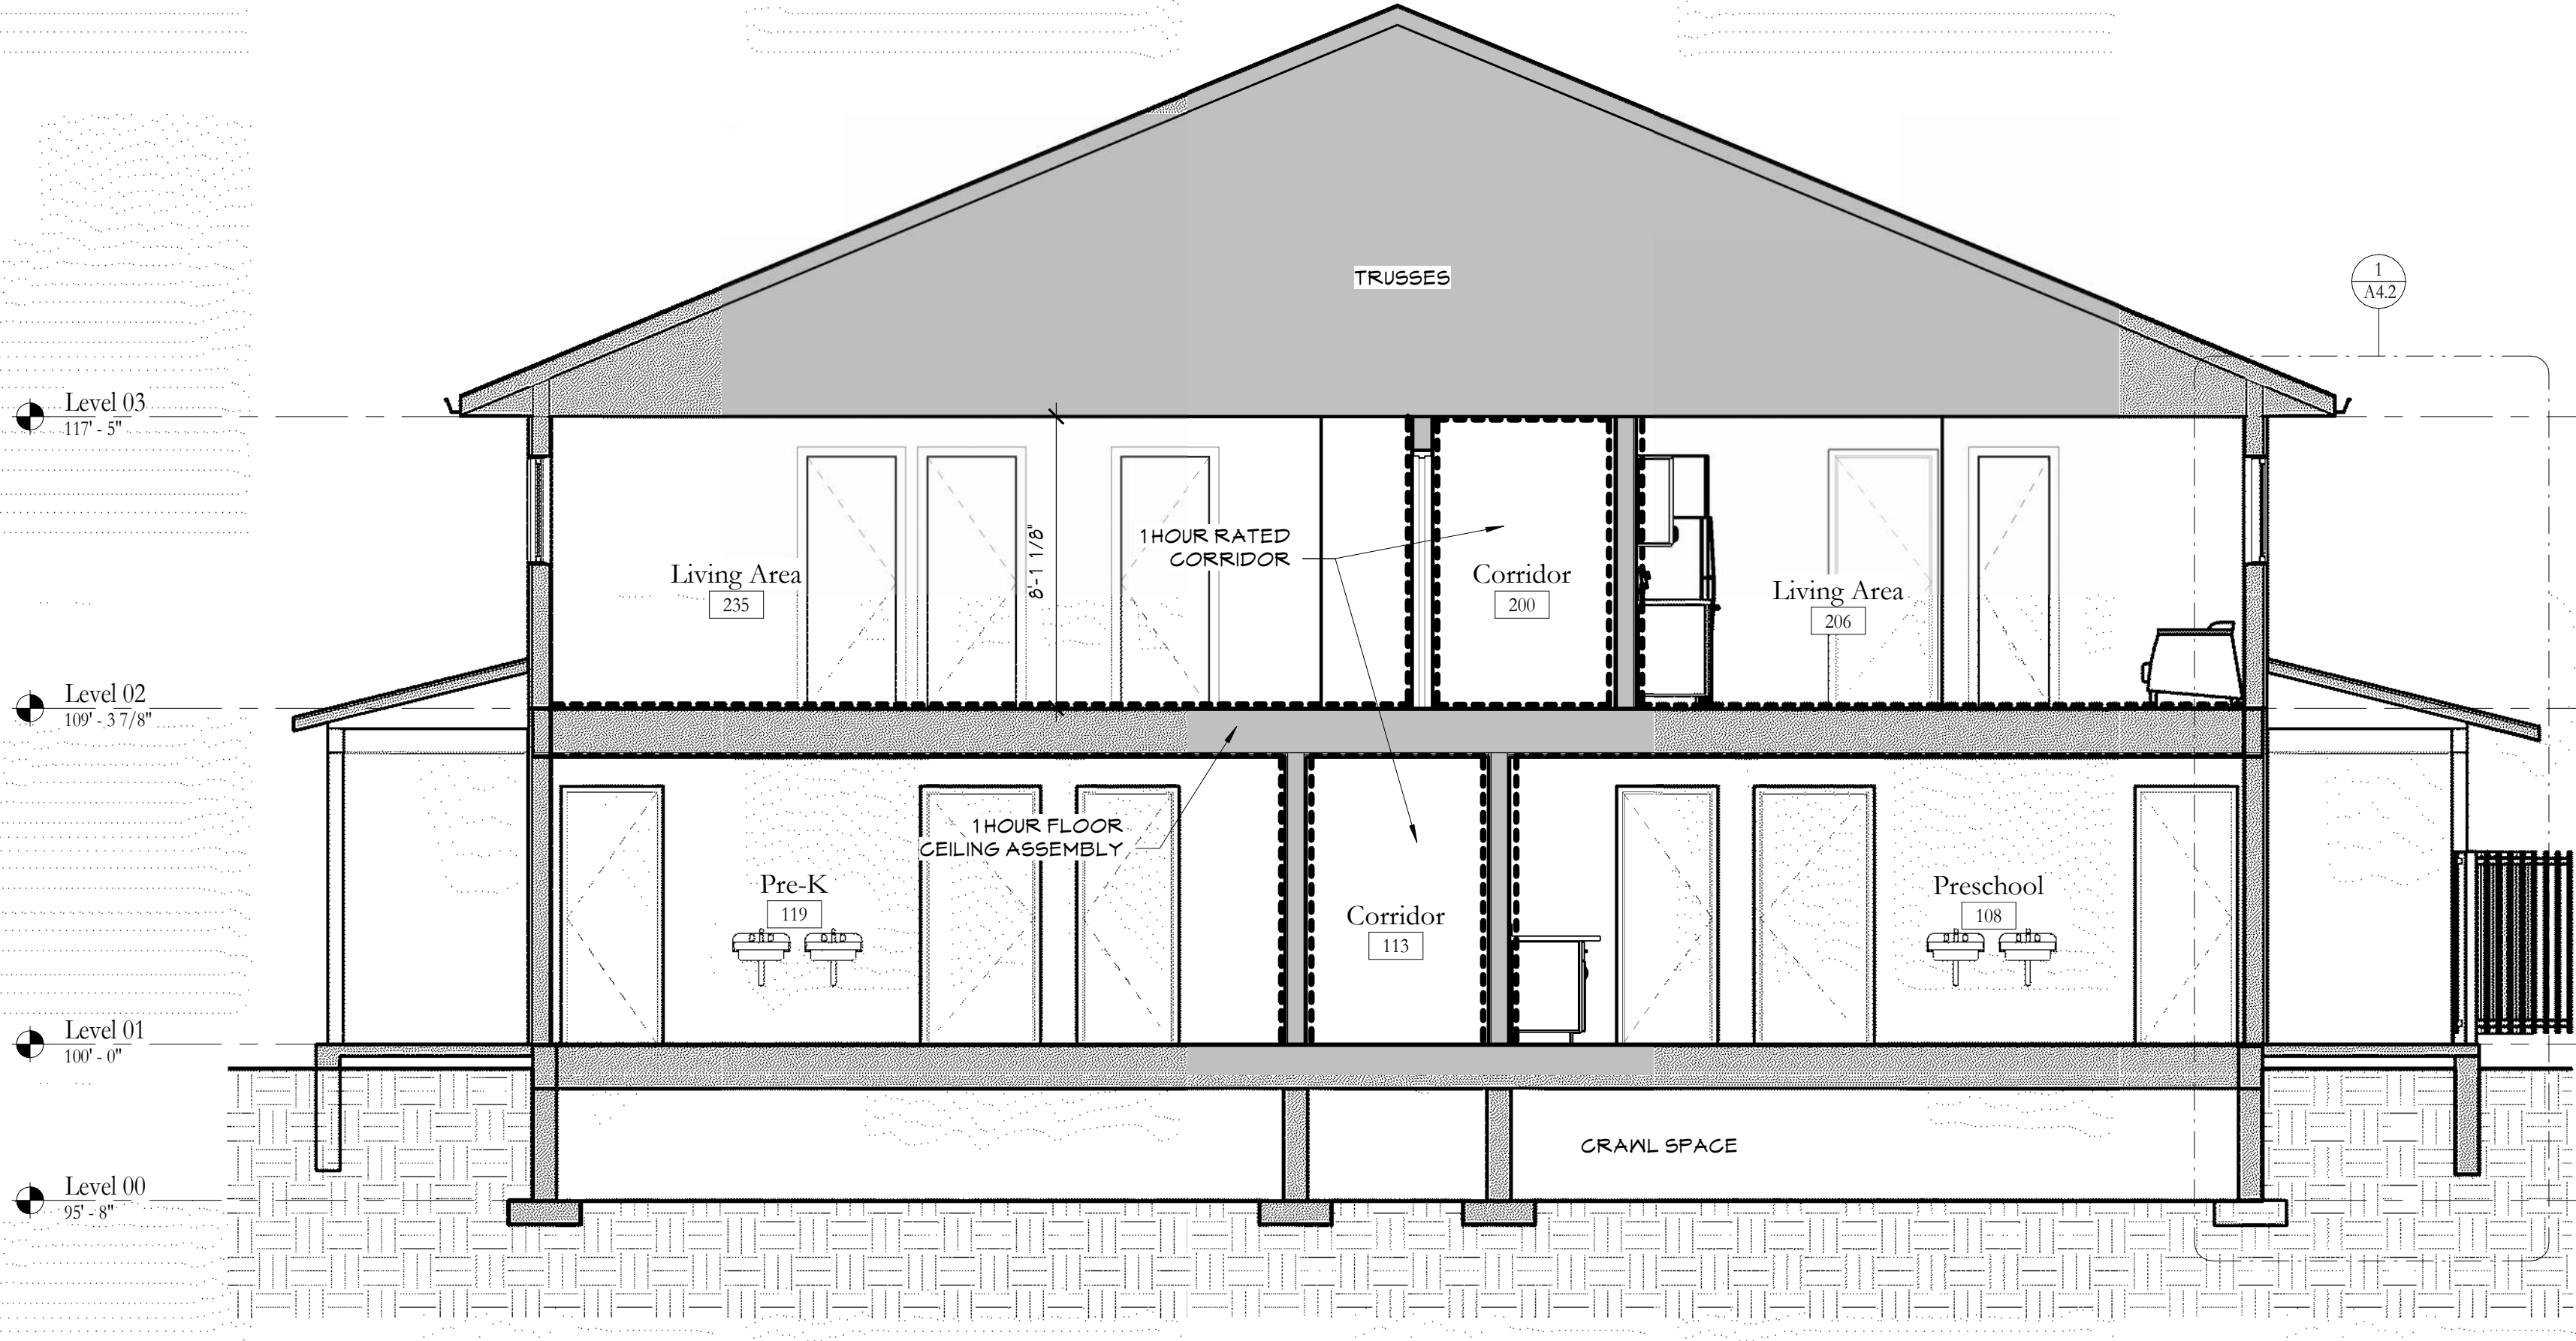 TRUSSES
1
A4.2
Level 03
117' - 5"
1 HOUR RATED
CORRIDOR
8'-1 1/8"
Living Area
235
Corridor
200
Living Area
206
Level 02
109' - 3 7/8"
1 HOUR FLOOR
CEILING ASSEMBLY
Pre-K
119
Corridor
113
Preschool
108
Level 01
100' - 0"
CRAWL SPACE
Level 00
95' - 8"